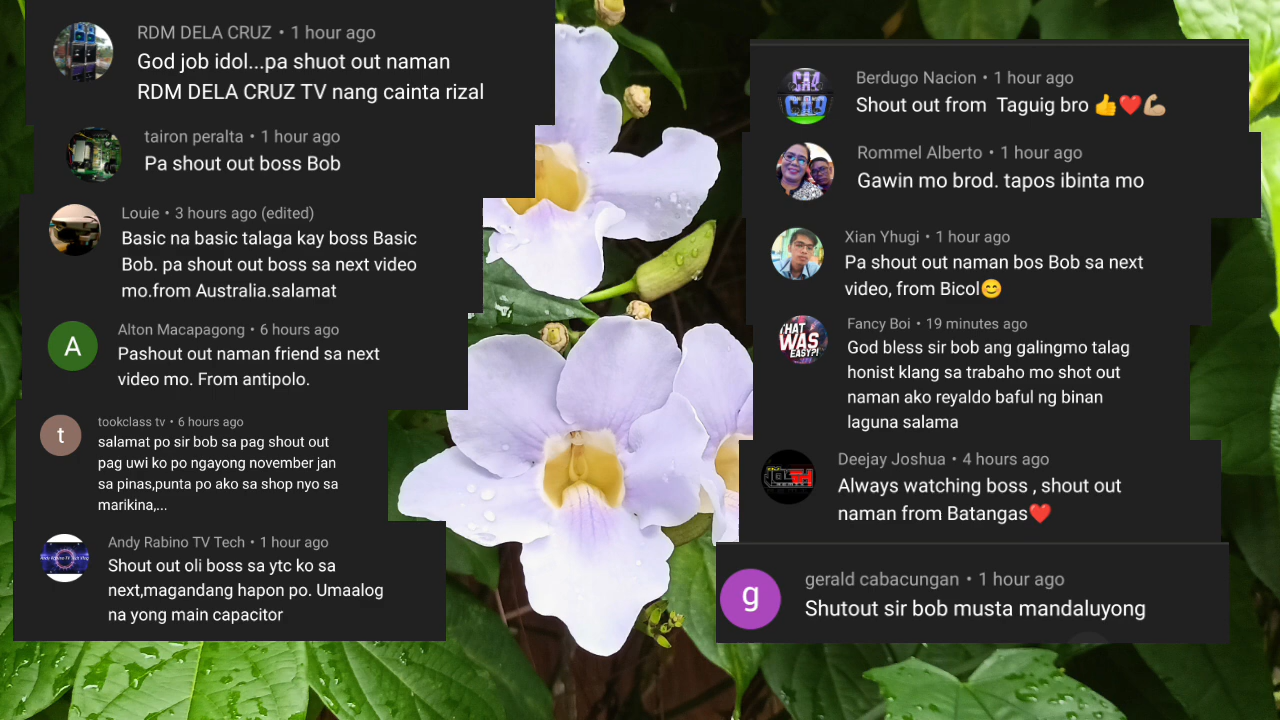 RDM DELA CRUZ • 1 hour ago
God job idol...pa shuot out naman
RDM DELA CRUZ TV nang cainta rizal
tairon peralta • 1 hour ago
Pa shout out boss Bob
Louie • 3 hours ago (edited)
Basic na basic talaga kay boss Basic
Bob. pa shout out boss sa next video
mo.from Australia.salamat
A
Alton Macapagong • 6 hours ago
Pashout out naman friend sa next
video mo. From antipolo.
t
tookclass tv • 6 hours ago
salamat po sir bob sa pag shout out
pag uwi ko po ngayong november jan
sa pinas,punta po ako sa shop nyo sa
marikina,...
Andy Rabino TV Tech • 1 hour ago
Shout out oli boss sa ytc ko sa
next,magandang hapon po. Umaalog
na yong main capacitor
Berdugo Nacion • 1 hour ago
Shout out from  Taguig bro 👍❤️💪🏽
Rommel Alberto • 1 hour ago
Gawin mo brod. tapos ibinta mo
Xian Yhugi • 1 hour ago
Pa shout out naman bos Bob sa next
video, from Bicol😊
THAT
WAS
EASY?!
Fancy Boi • 19 minutes ago
God bless sir bob ang galingmo talag
honist klang sa trabaho mo shot out
naman ako reyaldo baful ng binan
laguna salama
Deejay Joshua • 4 hours ago
Always watching boss , shout out
naman from Batangas❤️
g
gerald cabacungan • 1 hour ago
Shutout sir bob musta mandaluyong